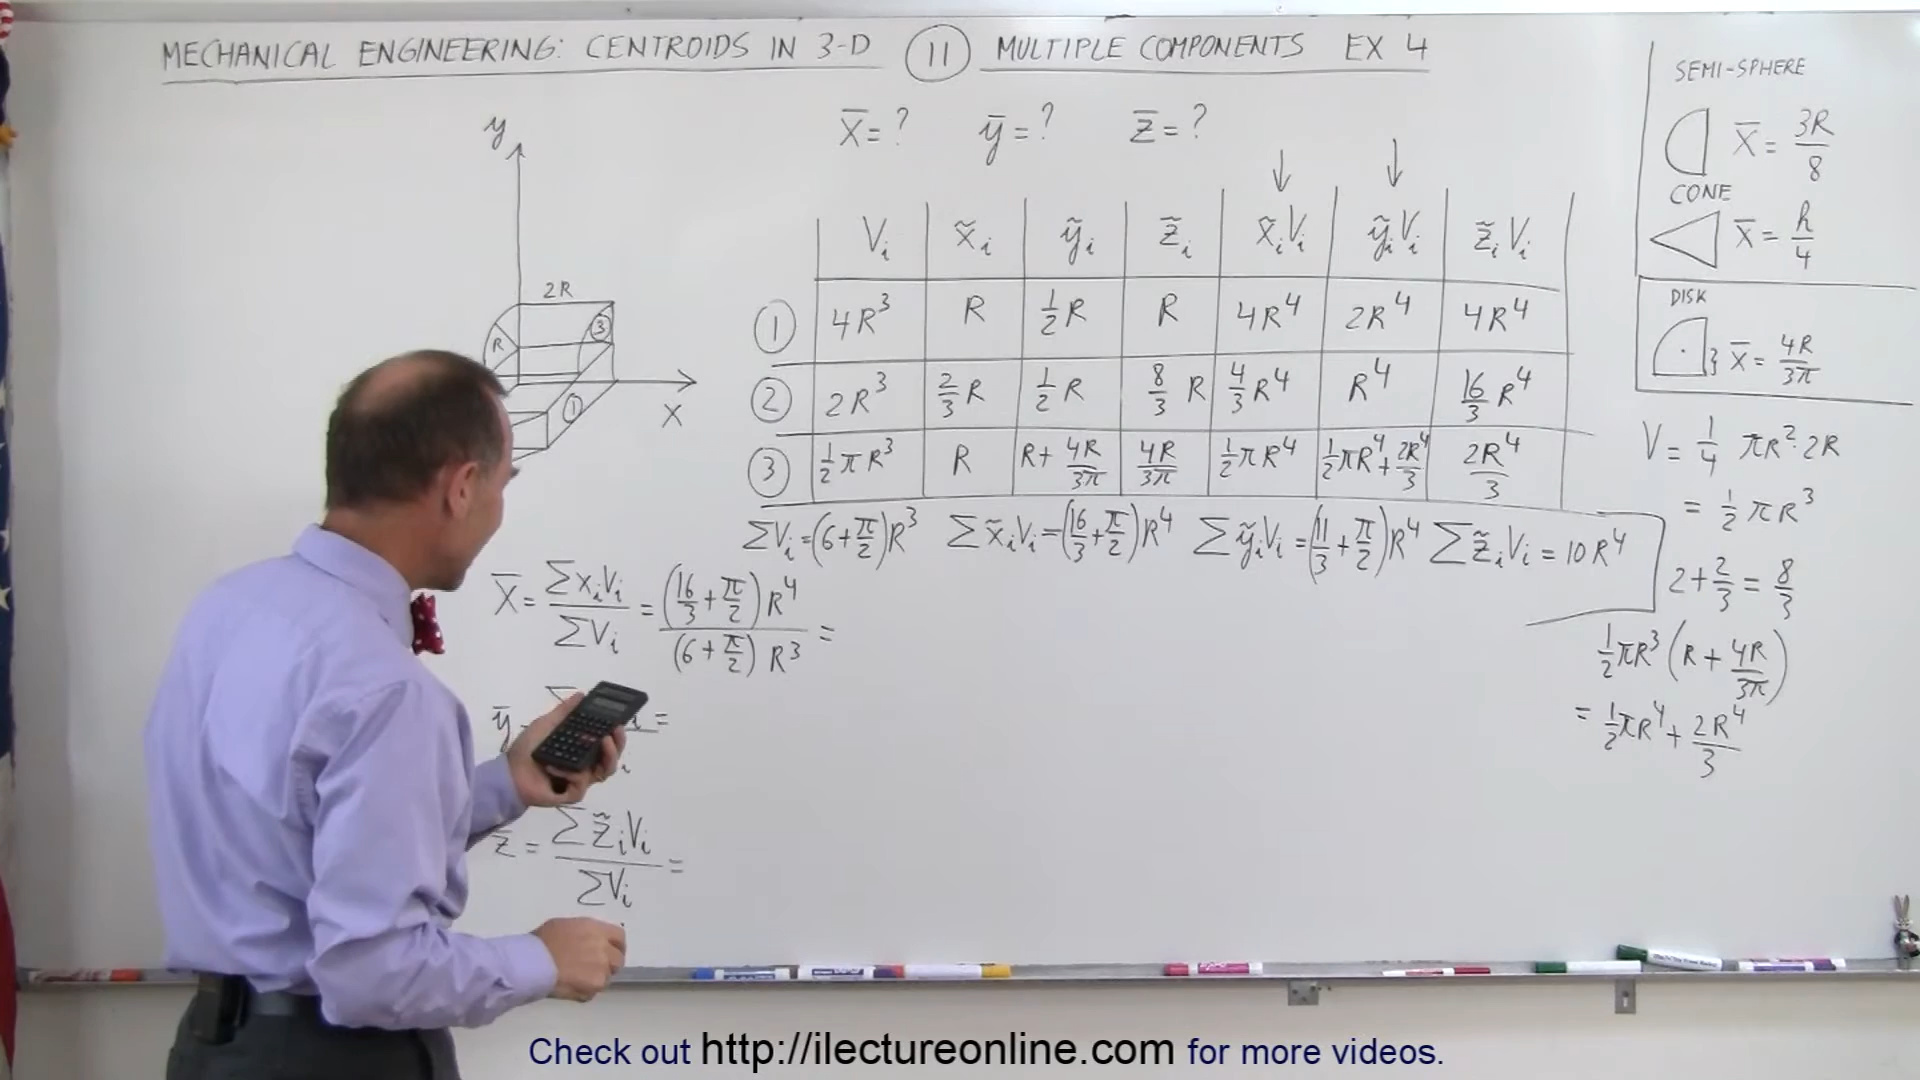 MECHANICAL ENGINEERING: CENTROIDS IN 3-D ⑪ MULTIPLE COMPONENTS EX 4
X̅ = ? y̅ = ? z̅ = ?
y
2R
R
③
①
X
Vᵢ x̃ᵢ ỹᵢ z̃ᵢ x̃ᵢVᵢ ỹᵢVᵢ z̃ᵢVᵢ
① 4R³ R ½R R 4R⁴ 2R⁴ 4R⁴
② 2R³ ⅔R ½R 8/3 R 4/3 R⁴ R⁴ 16/3 R⁴
③ ½πR³ R R + 4R/3π 4R/3π ½πR⁴ ½πR⁴ + 2R⁴/3 2R⁴/3
ΣVᵢ = (6 + π/2)R³ Σx̃ᵢVᵢ = (16/3 + π/2)R⁴ ΣỹᵢVᵢ = (11/3 + π/2)R⁴ Σz̃ᵢVᵢ = 10R⁴
X̅ = ΣxᵢVᵢ / ΣVᵢ = (16/3 + π/2)R⁴ / (6 + π/2)R³ =
y̅ =
z̅ = Σz̃ᵢVᵢ / ΣVᵢ =
SEMI-SPHERE
X̅ = 3R/8
CONE
X̅ = h/4
DISK
} X̅ = 4R/3π
V = ¼ πR²·2R
= ½πR³
2 + ⅔ = 8/3
½πR³(R + 4R/3π)
= ½πR⁴ + 2R⁴/3
Check out http://ilectureonline.com for more videos.